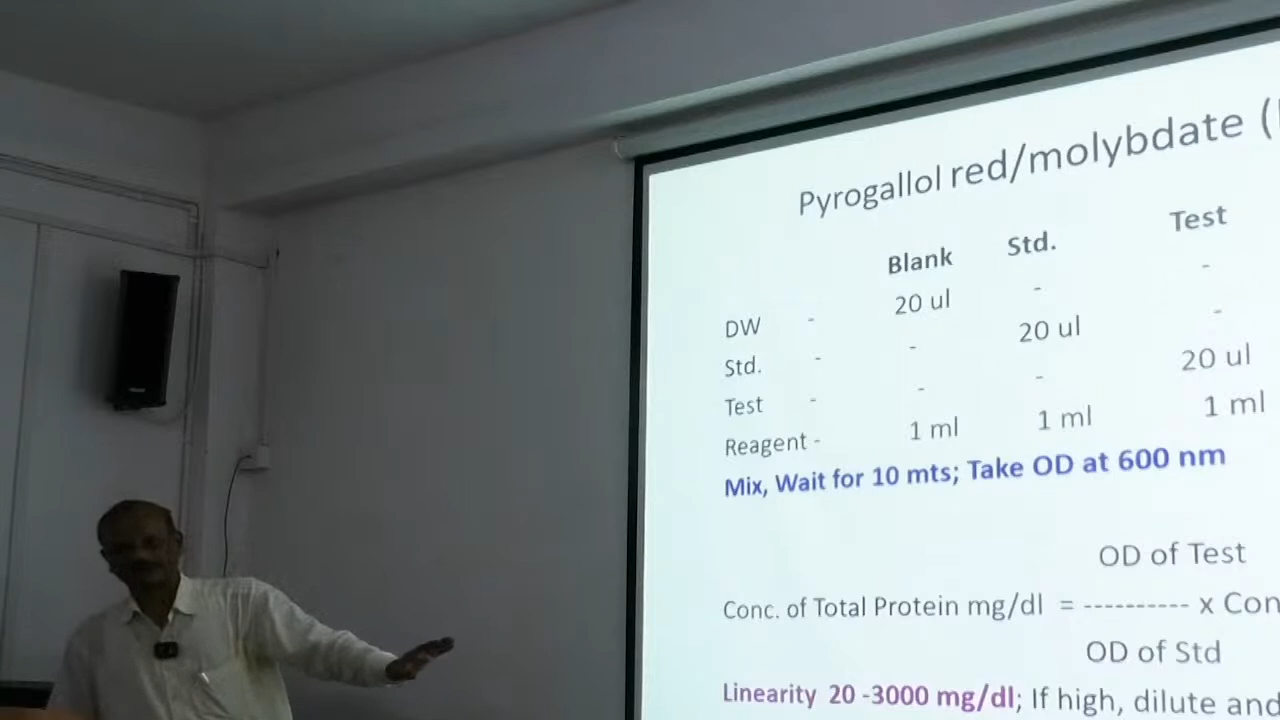 Pyrogallol red/molybdate (
Blank Std. Test
DW - 20 ul - -
Std. - - 20 ul -
Test - - - 20 ul
Reagent - 1 ml 1 ml 1 ml
Mix, Wait for 10 mts; Take OD at 600 nm
OD of Test
Conc. of Total Protein mg/dl = ---------- x Con
OD of Std
Linearity 20 -3000 mg/dl; If high, dilute and